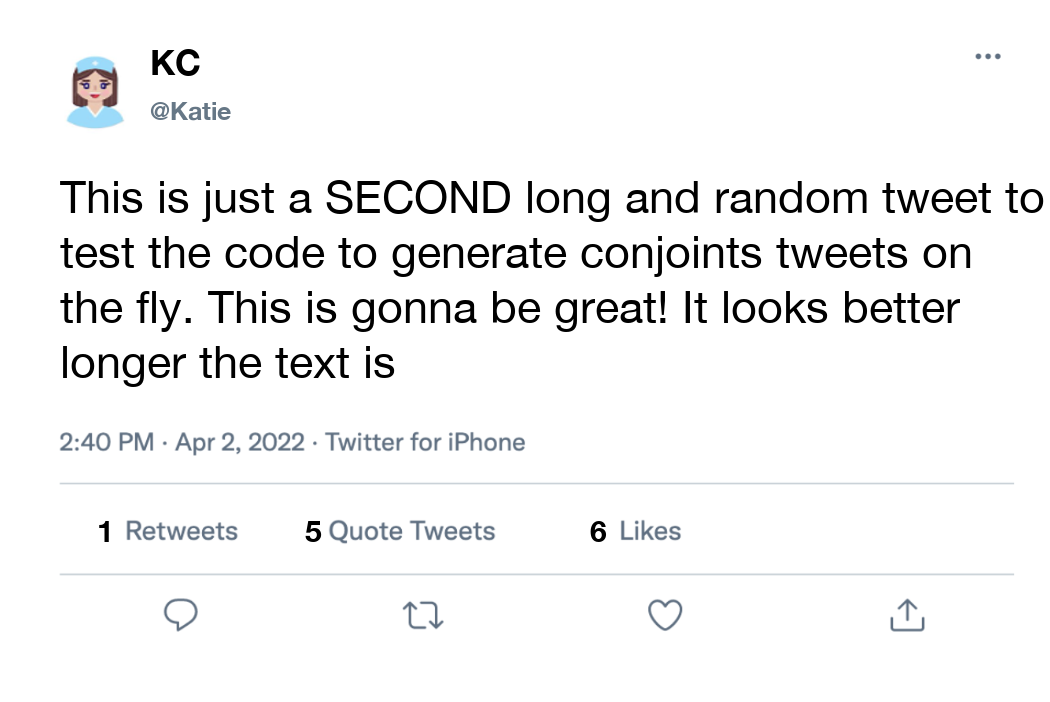 KC
@Katie
This is just a SECOND long and random tweet to
test the code to generate conjoints tweets on
the fly. This is gonna be great! It looks better
longer the text is
2:40 PM · Apr 2, 2022 · Twitter for iPhone
1 Retweets 5 Quote Tweets 6 Likes